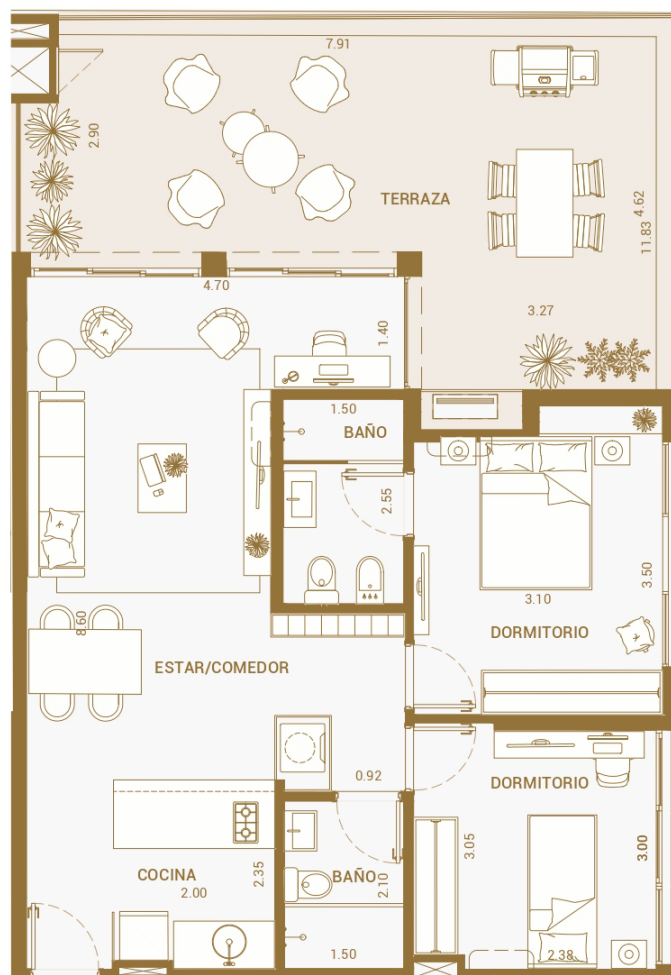 7.91
2.90
TERRAZA
4.62
11.83
4.70
3.27
1.40
1.50
BAÑO
2.55
3.50
3.10
8.60
DORMITORIO
ESTAR/COMEDOR
0.92
DORMITORIO
3.05
3.00
COCINA
2.00
2.35
BAÑO
2.10
1.50
2.38